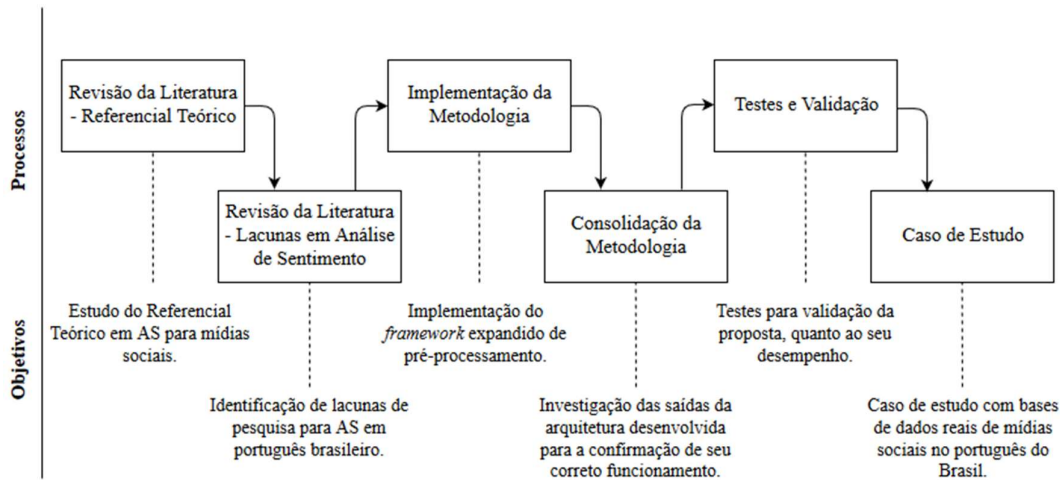 Processos
Revisão da Literatura
- Referencial Teórico
Implementação da
Metodologia
Testes e Validação
Revisão da Literatura
- Lacunas em Análise
de Sentimento
Consolidação da
Metodologia
Caso de Estudo
Objetivos
Estudo do Referencial
Teórico em AS para mídias
sociais.
Implementação do
framework expandido de
pré-processamento.
Testes para validação da
proposta, quanto ao seu
desempenho.
Identificação de lacunas de
pesquisa para AS em
português brasileiro.
Investigação das saídas da
arquitetura desenvolvida
para a confirmação de seu
correto funcionamento.
Caso de estudo com bases
de dados reais de mídias
sociais no português do
Brasil.